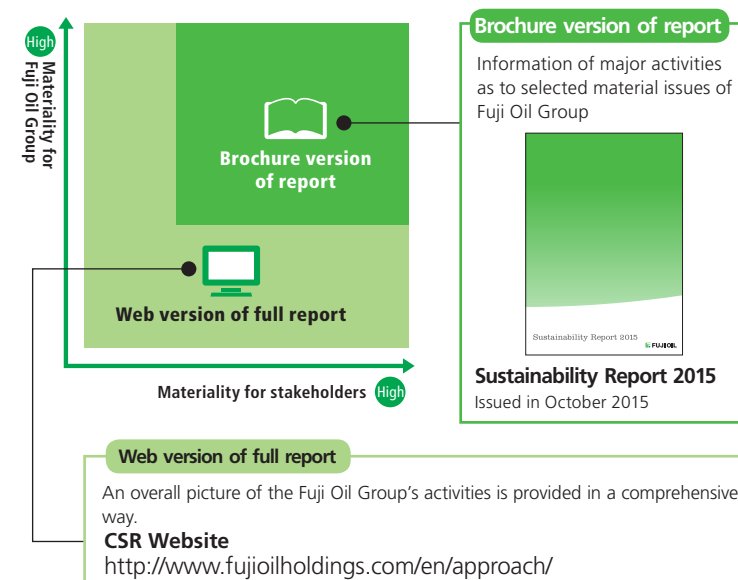 High
Materiality for
Fuji Oil Group
Brochure version
of report
Web version of full report
Materiality for stakeholders High
Brochure version of report
Information of major activities
as to selected material issues of
Fuji Oil Group
Sustainability Report 2015
FUJI OIL
Sustainability Report 2015
Issued in October 2015
Web version of full report
An overall picture of the Fuji Oil Group's activities is provided in a comprehensive
way.
CSR Website
http://www.fujioilholdings.com/en/approach/